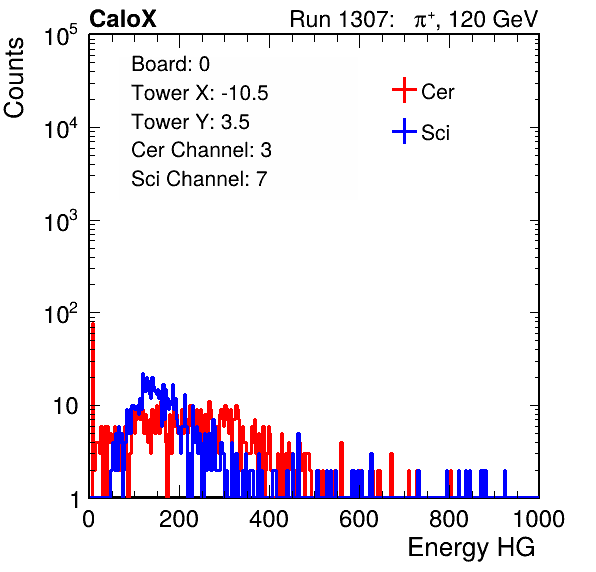 CaloX Run 1307: π⁺, 120 GeV
Counts
10⁵
10⁴
10³
10²
10
1
Board: 0
Tower X: -10.5
Tower Y: 3.5
Cer Channel: 3
Sci Channel: 7
Cer
Sci
0 200 400 600 800 1000
Energy HG